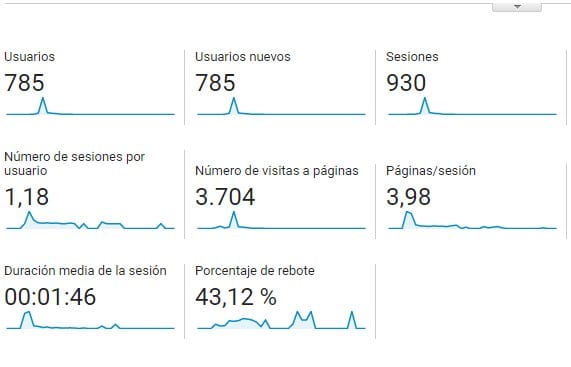 Usuarios
785
Usuarios nuevos
785
Sesiones
930
Número de sesiones por
usuario
1,18
Número de visitas a páginas
3.704
Páginas/sesión
3,98
Duración media de la sesión
00:01:46
Porcentaje de rebote
43,12 %